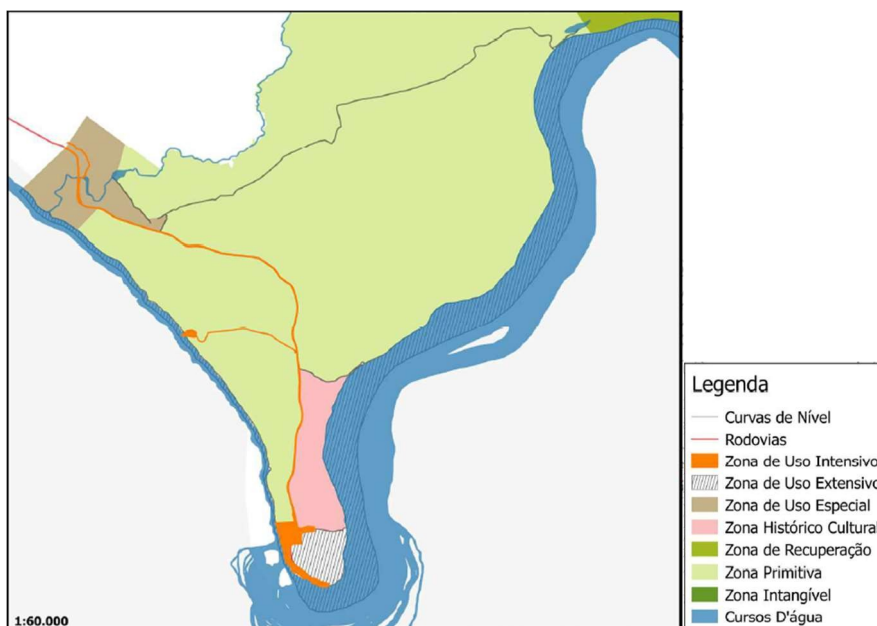 1:60.000
Legenda
Curvas de Nível
Rodovias
Zona de Uso Intensivo
Zona de Uso Extensivo
Zona de Uso Especial
Zona Histórico Cultural
Zona de Recuperação
Zona Primitiva
Zona Intangível
Cursos D'água